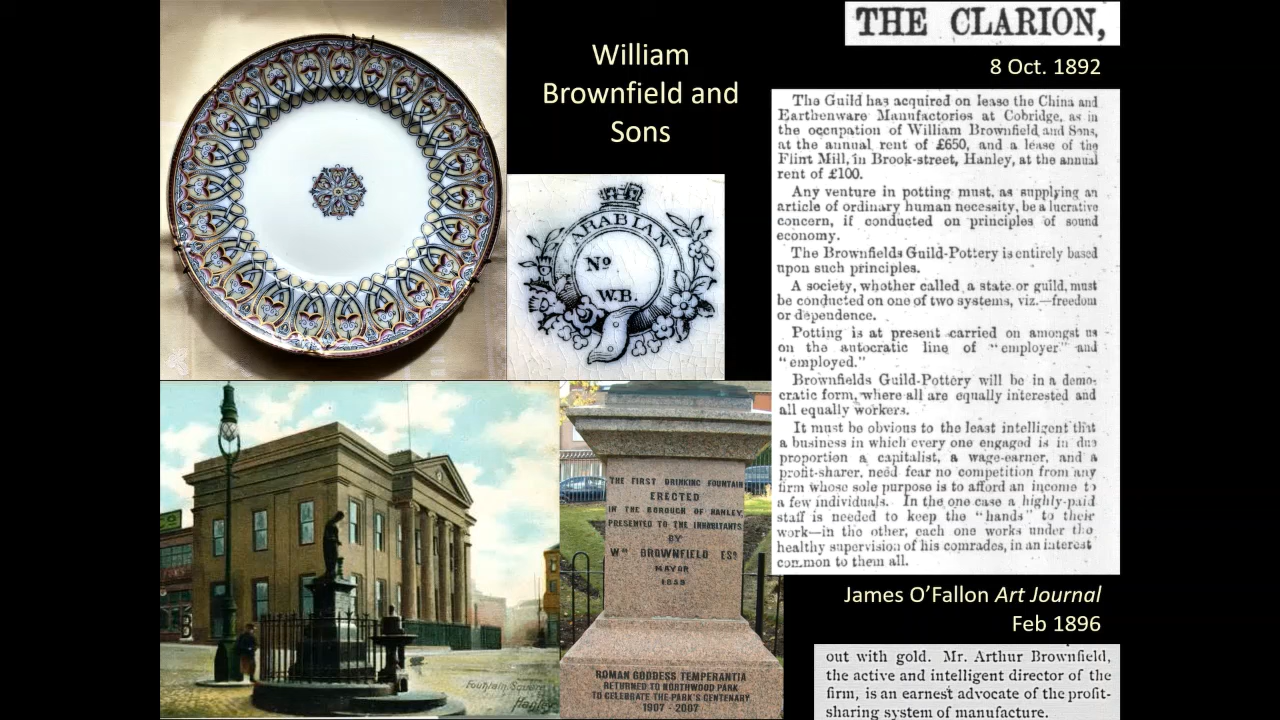 William
Brownfield and
Sons
ARABIAN
No
W.B.
Fountain Square
Hanley
THE FIRST DRINKING FOUNTAIN
ERECTED
IN THE BOROUGH OF HANLEY,
PRESENTED TO THE INHABITANTS
BY
Wm BROWNFIELD ESQ
MAYOR
1859
ROMAN GODDESS TEMPERANTIA
RETURNED TO NORTHWOOD PARK
TO CELEBRATE THE PARK'S CENTENARY
1907 - 2007
THE CLARION,
8 Oct. 1892
The Guild has acquired on lease the China and
Earthenware Manufactories at Cobridge, as in
the occupation of William Brownfield and Sons,
at the annual rent of £650, and a lease of the
Flint Mill, in Brook-street, Hanley, at the annual
rent of £100.
Any venture in potting must, as supplying an
article of ordinary human necessity, be a lucrative
concern, if conducted on principles of sound
economy.
The Brownfields Guild-Pottery is entirely based
upon such principles.
A society, whether called a state or guild, must
be conducted on one of two systems, viz.—freedom
or dependence.
Potting is at present carried on amongst us
on the autocratic line of "employer" and
"employed."
Brownfields Guild-Pottery will be in a demo-
cratic form, where all are equally interested and
all equally workers.
It must be obvious to the least intelligent that
a business in which every one engaged is in due
proportion a capitalist, a wage-earner, and a
profit-sharer, need fear no competition from any
firm whose sole purpose is to afford an income to
a few individuals. In the one case a highly-paid
staff is needed to keep the "hands" to their
work—in the other, each one works under the
healthy supervision of his comrades, in an interest
common to them all.
James O'Fallon Art Journal
Feb 1896
out with gold. Mr. Arthur Brownfield,
the active and intelligent director of the
firm, is an earnest advocate of the profit-
sharing system of manufacture.